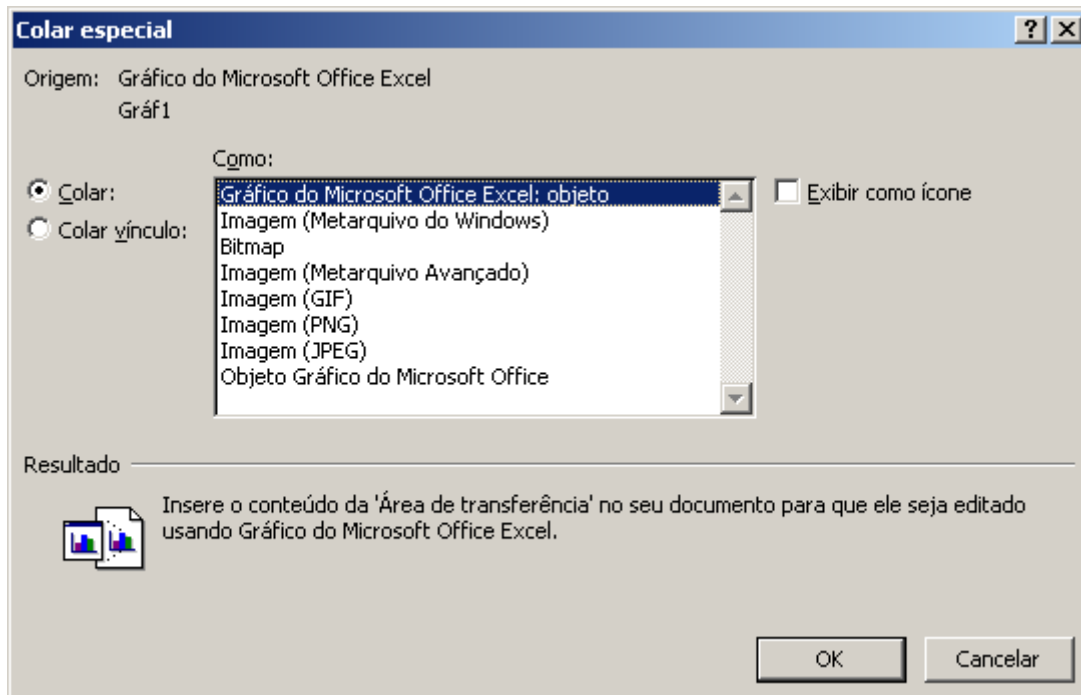 Colar especial
Origem: Gráfico do Microsoft Office Excel
Gráf1
Como:
Colar:
Colar vínculo:
Gráfico do Microsoft Office Excel: objeto
Imagem (Metarquivo do Windows)
Bitmap
Imagem (Metarquivo Avançado)
Imagem (GIF)
Imagem (PNG)
Imagem (JPEG)
Objeto Gráfico do Microsoft Office
Exibir como ícone
Resultado
Insere o conteúdo da 'Área de transferência' no seu documento para que ele seja editado
usando Gráfico do Microsoft Office Excel.
OK
Cancelar